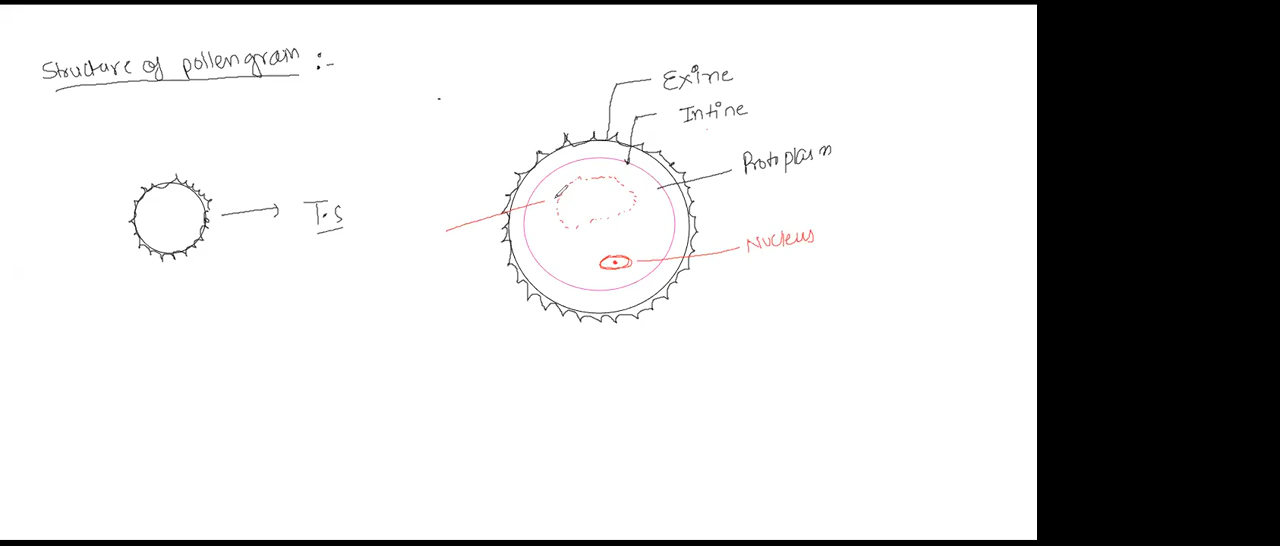 Structure of pollengrain :-
Exine
Intine
Protoplasm
T.S
Nucleus